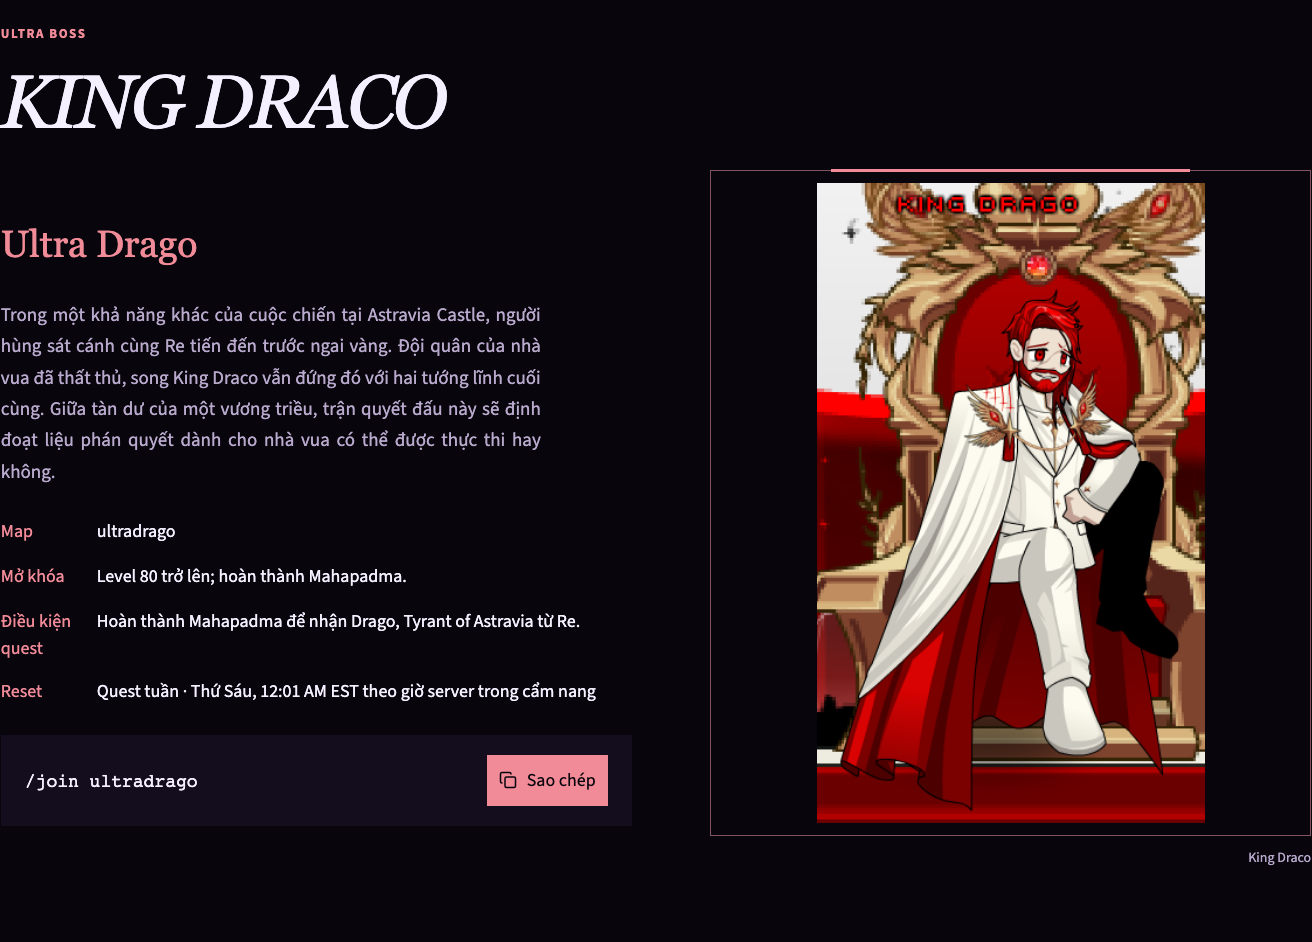 ULTRA BOSS
KING DRACO
Ultra Drago
Trong một khả năng khác của cuộc chiến tại Astravia Castle, người
hùng sát cánh cùng Re tiến đến trước ngai vàng. Đội quân của nhà
vua đã thất thủ, song King Draco vẫn đứng đó với hai tướng lĩnh cuối
cùng. Giữa tàn dư của một vương triều, trận quyết đấu này sẽ định
đoạt liệu phán quyết dành cho nhà vua có thể được thực thi hay
không.
Map ultradrago
Mở khóa Level 80 trở lên; hoàn thành Mahapadma.
Điều kiện quest Hoàn thành Mahapadma để nhận Drago, Tyrant of Astravia từ Re.
Reset Quest tuần · Thứ Sáu, 12:01 AM EST theo giờ server trong cẩm nang
/join ultradrago Sao chép
KING DRAGO
King Draco